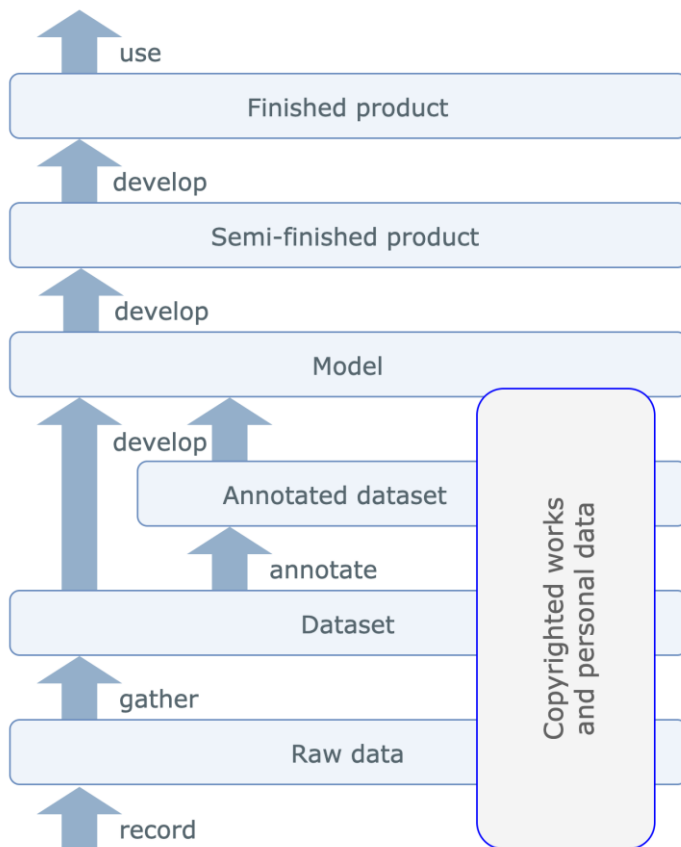 use
Finished product
develop
Semi-finished product
develop
Model
develop
Annotated dataset
annotate
Dataset
gather
Raw data
record
Copyrighted works
and personal data